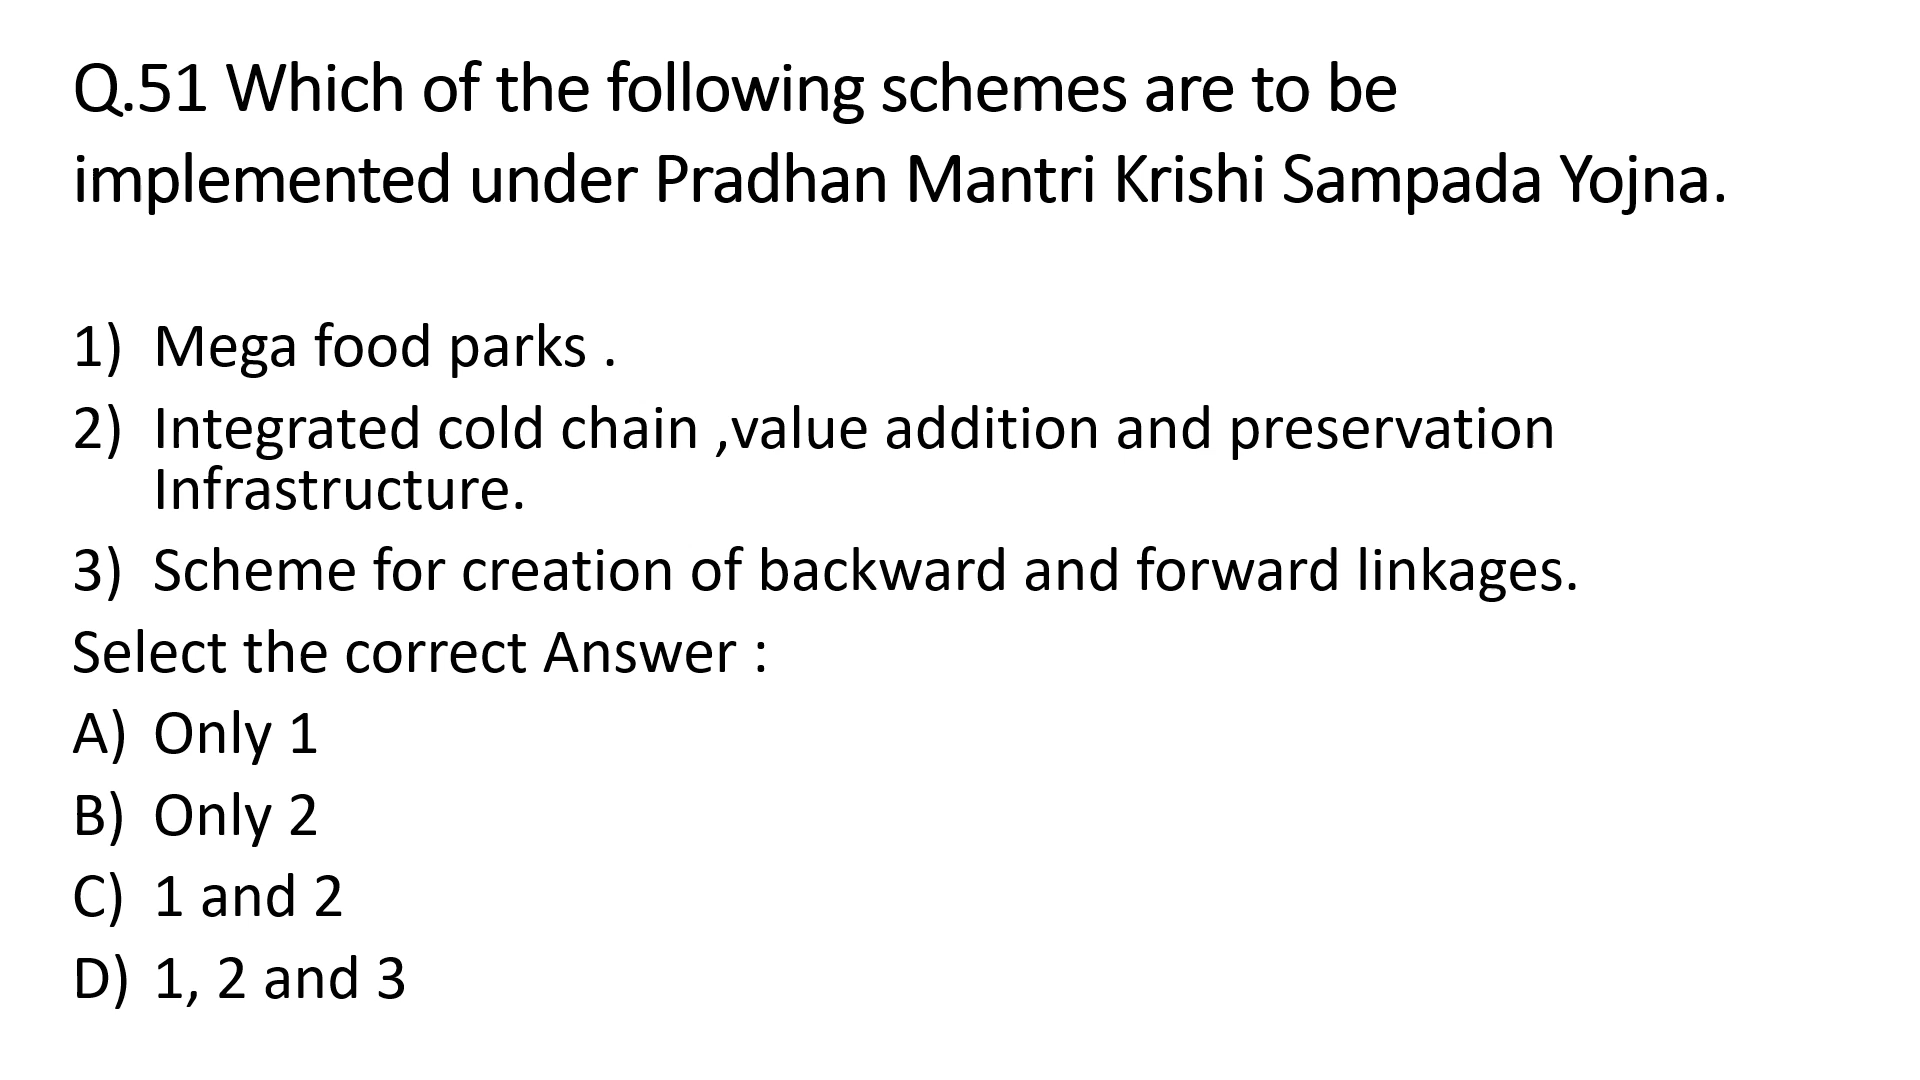 Q.51 Which of the following schemes are to be
implemented under Pradhan Mantri Krishi Sampada Yojna.
1) Mega food parks .
2) Integrated cold chain ,value addition and preservation
Infrastructure.
3) Scheme for creation of backward and forward linkages.
Select the correct Answer :
A) Only 1
B) Only 2
C) 1 and 2
D) 1, 2 and 3